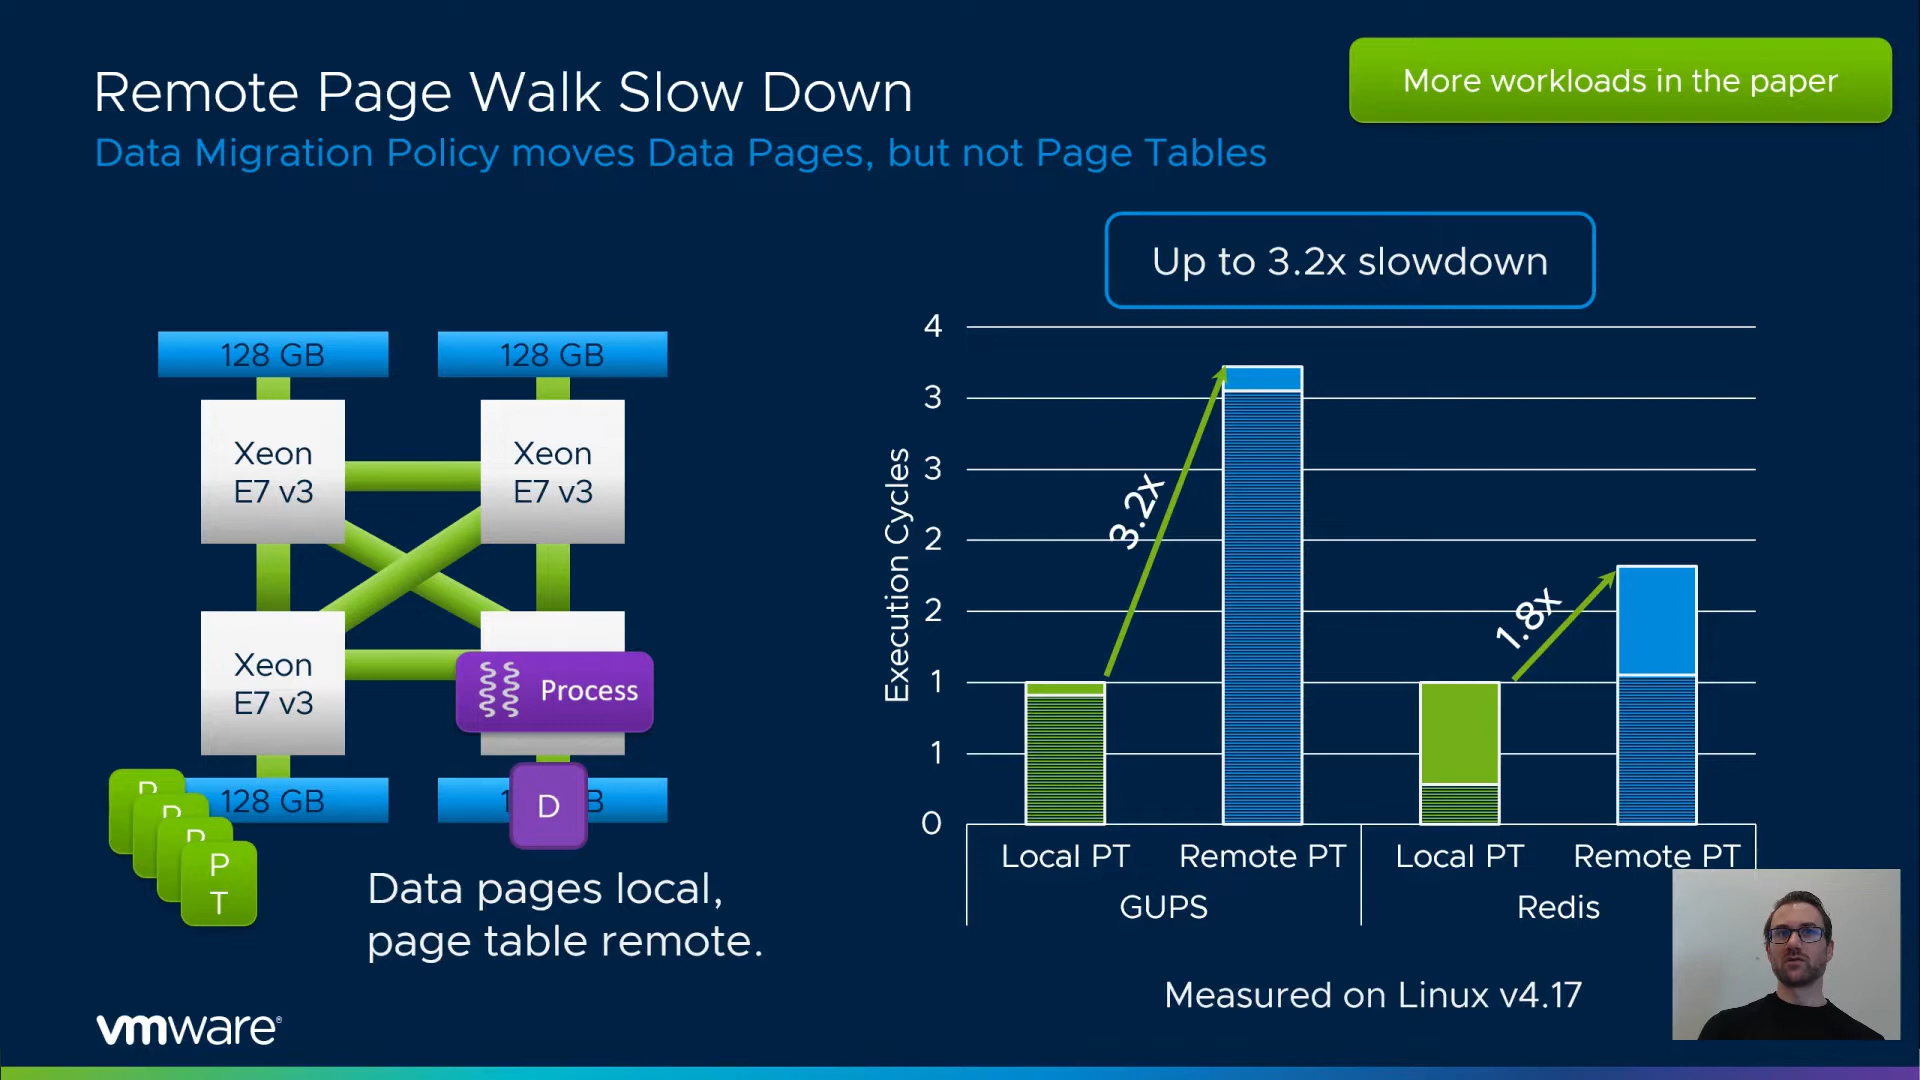 Remote Page Walk Slow Down
Data Migration Policy moves Data Pages, but not Page Tables
More workloads in the paper
Up to 3.2x slowdown
128 GB
128 GB
Xeon
E7 v3
Xeon
E7 v3
Xeon
E7 v3
Process
128 GB
D
B
P
P
P
P
T
Data pages local,
page table remote.
Execution Cycles
4
3
3
2
2
1
1
0
3.2x
1.8x
Local PT
Remote PT
Local PT
Remote PT
GUPS
Redis
Measured on Linux v4.17
vmware®